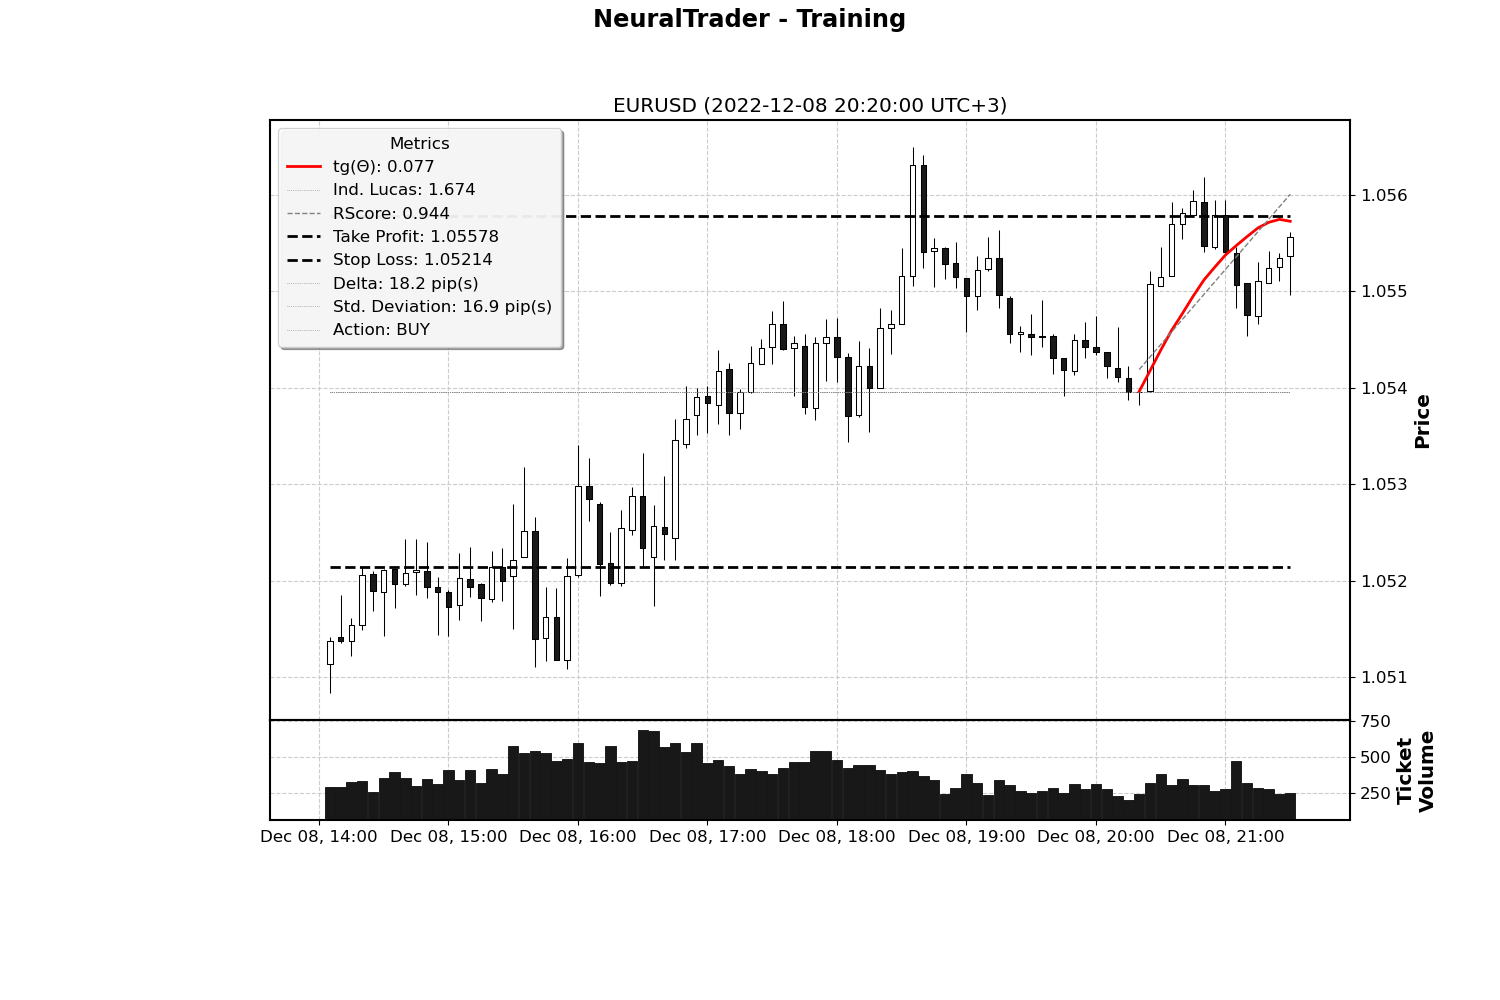 NeuralTrader - Training
EURUSD (2022-12-08 20:20:00 UTC+3)
Metrics
tg(Θ): 0.077
Ind. Lucas: 1.674
RScore: 0.944
Take Profit: 1.05578
Stop Loss: 1.05214
Delta: 18.2 pip(s)
Std. Deviation: 16.9 pip(s)
Action: BUY
1.056
1.055
1.054
1.053
1.052
1.051
Price
750
500
250
Ticket
Volume
Dec 08, 14:00 Dec 08, 15:00 Dec 08, 16:00 Dec 08, 17:00 Dec 08, 18:00 Dec 08, 19:00 Dec 08, 20:00 Dec 08, 21:00